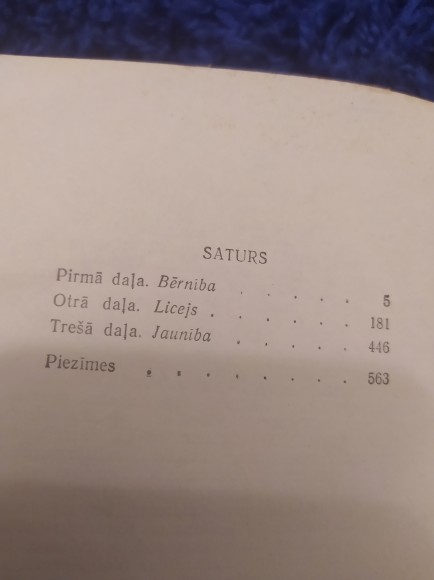 SATURS
Pirmā daļa. Bērnība . . . . . 5
Otrā daļa. Licejs . . . . . . 181
Trešā daļa. Jaunība . . . . . 446
Piezīmes . . . . . . . . 563